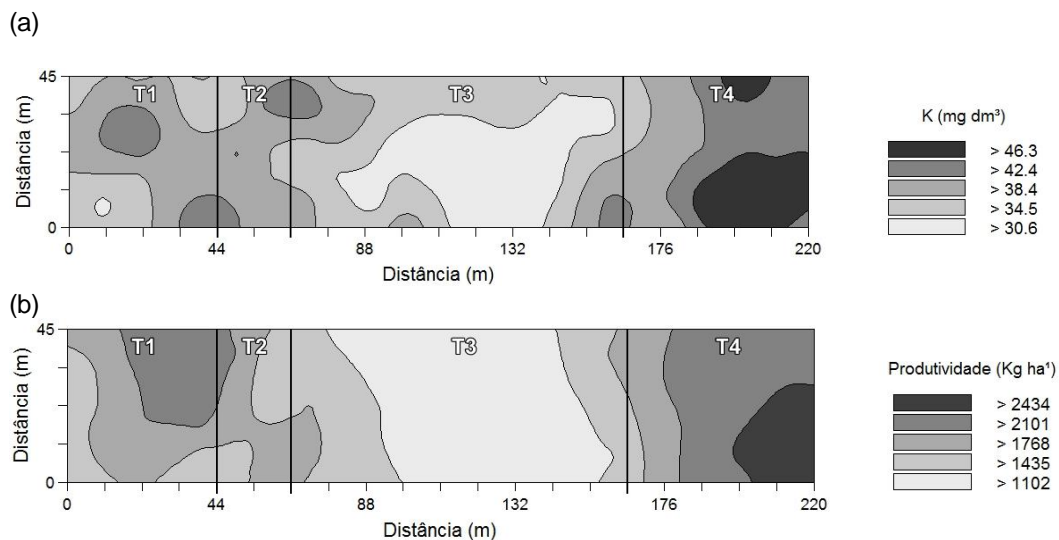 (a)
45
T1
T2
T3
T4
Distância (m)
0
0
44
88
132
176
220
Distância (m)
K (mg dm³)
> 46.3
> 42.4
> 38.4
> 34.5
> 30.6
(b)
45
T1
T2
T3
T4
Distância (m)
0
0
44
88
132
176
220
Distância (m)
Produtividade (Kg ha¹)
> 2434
> 2101
> 1768
> 1435
> 1102